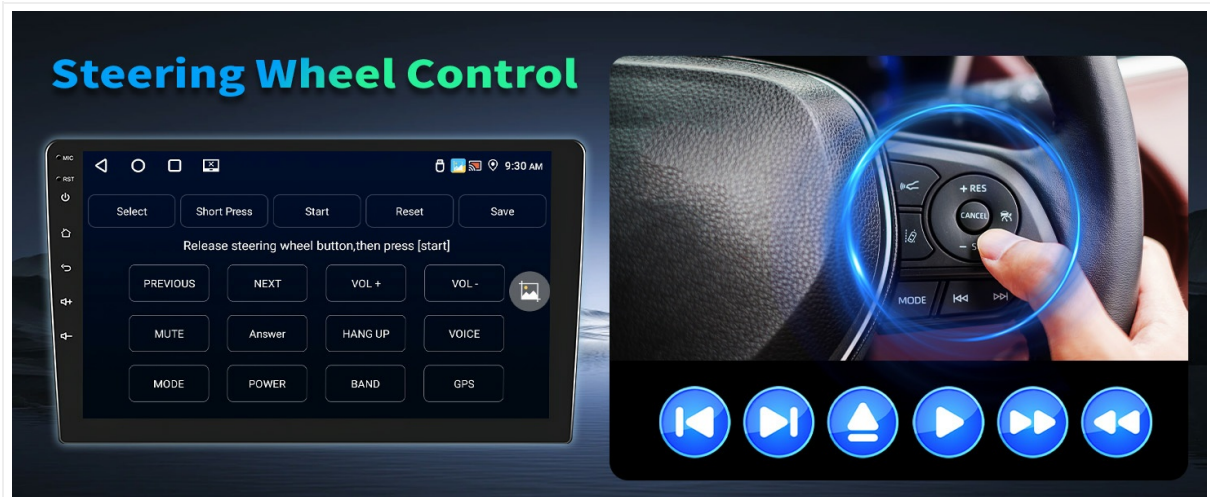 Steering Wheel Control
MIC
RST
9:30 AM
Select
Short Press
Start
Reset
Save
Release steering wheel button,then press [start]
PREVIOUS
NEXT
VOL +
VOL -
MUTE
Answer
HANG UP
VOICE
MODE
POWER
BAND
GPS
+ RES
CANCEL
MODE